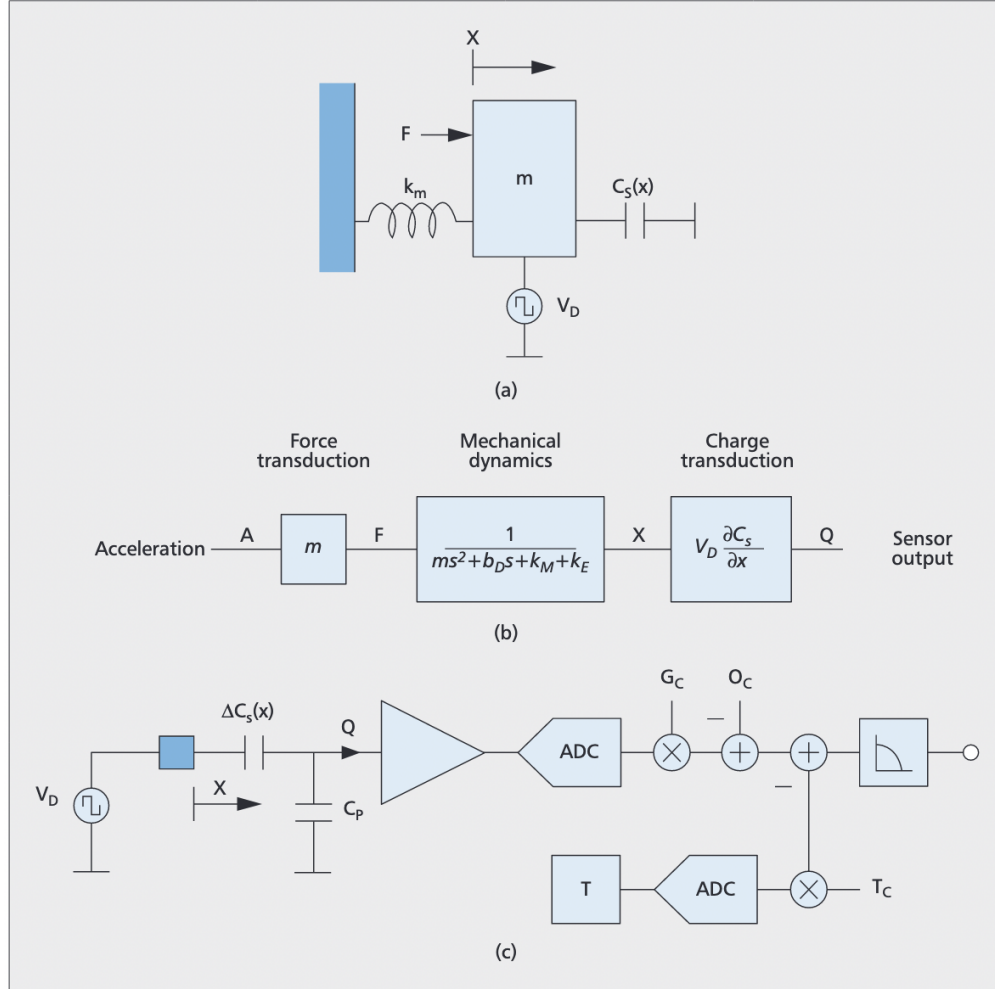 X
F
m
k_m
C_S(x)
V_D
(a)
Force transduction
Mechanical dynamics
Charge transduction
Acceleration
A
m
F
1
ms²+b_Ds+k_M+k_E
X
V_D ∂C_s/∂x
Q
Sensor output
(b)
G_C
O_C
ΔC_s(x)
Q
ADC
×
+
+
−
−
V_D
X
C_P
T
ADC
×
T_C
(c)